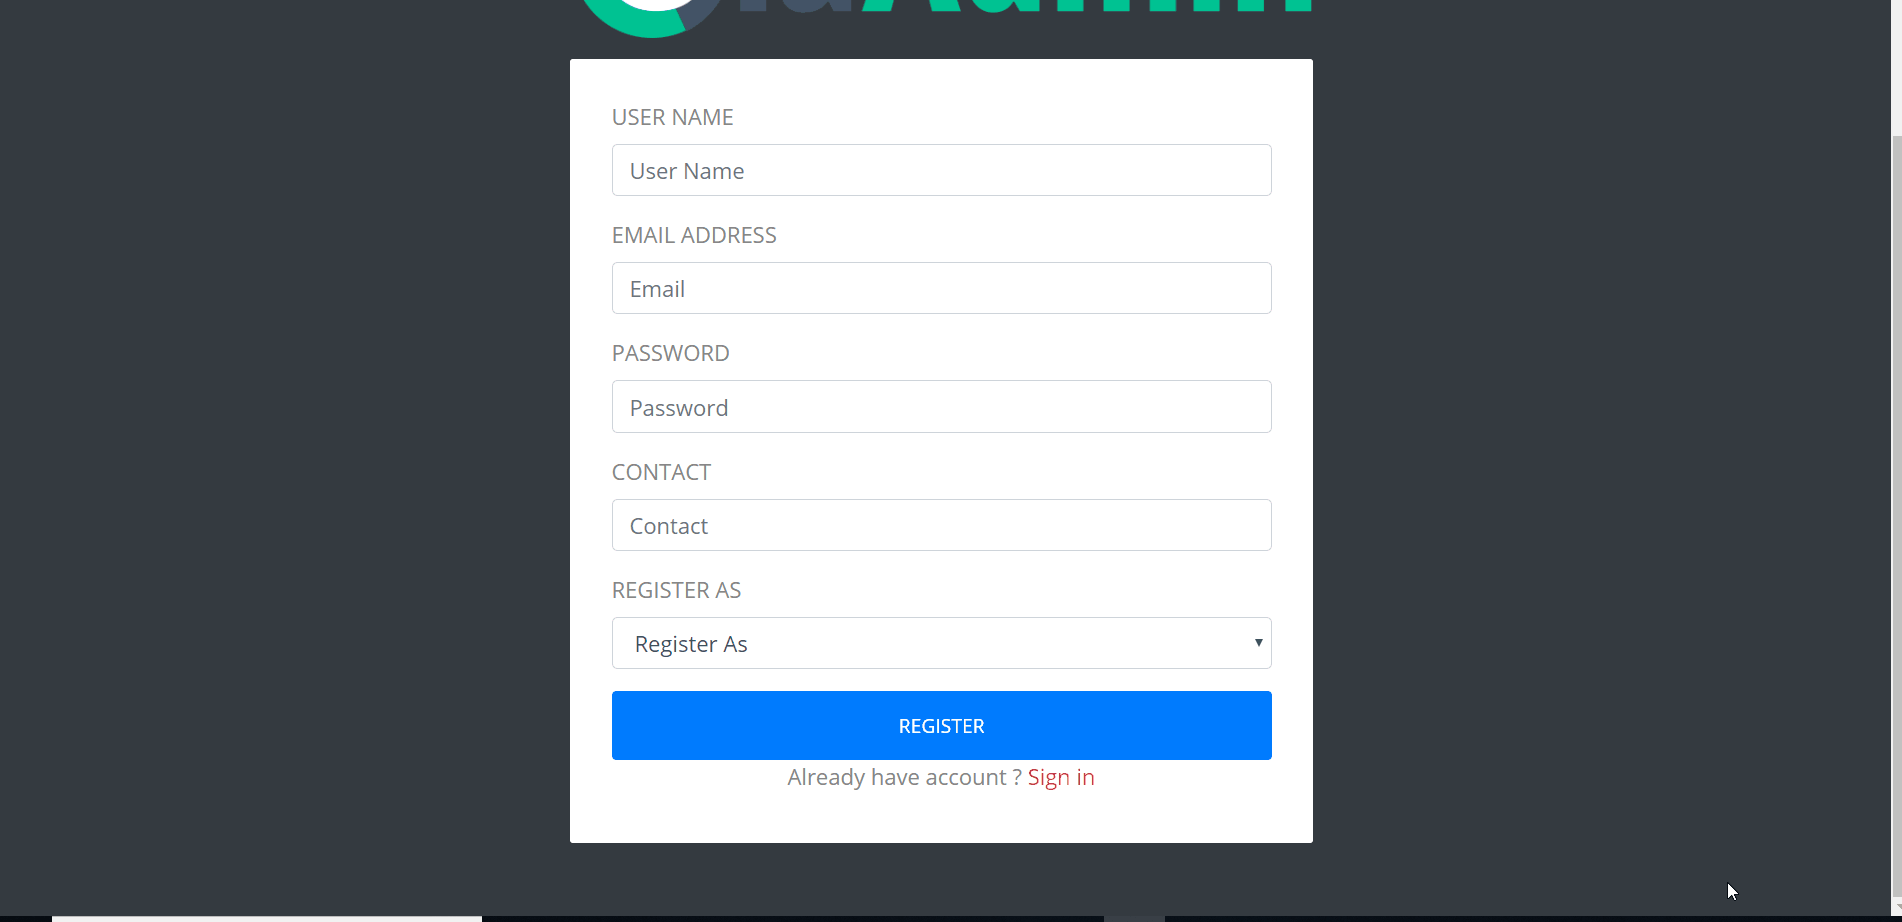 USER NAME
User Name
EMAIL ADDRESS
Email
PASSWORD
Password
CONTACT
Contact
REGISTER AS
Register As
REGISTER
Already have account ? Sign in